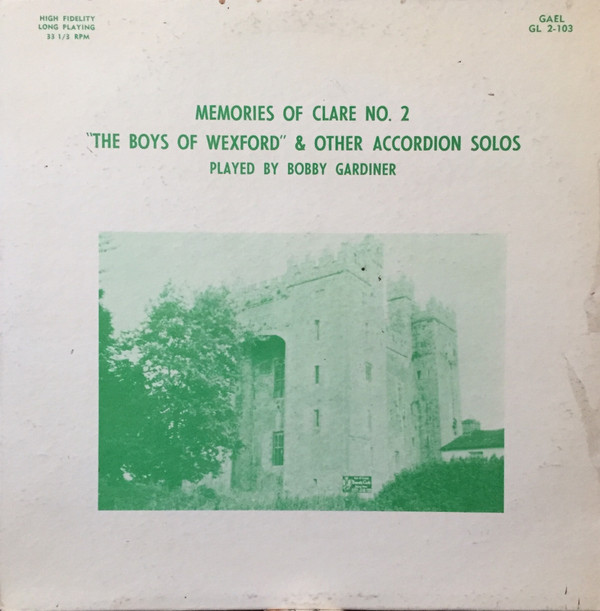 HIGH FIDELITY
LONG PLAYING
33 1/3 RPM
GAEL
GL 2-103
MEMORIES OF CLARE NO. 2
"THE BOYS OF WEXFORD" & OTHER ACCORDION SOLOS
PLAYED BY BOBBY GARDINER